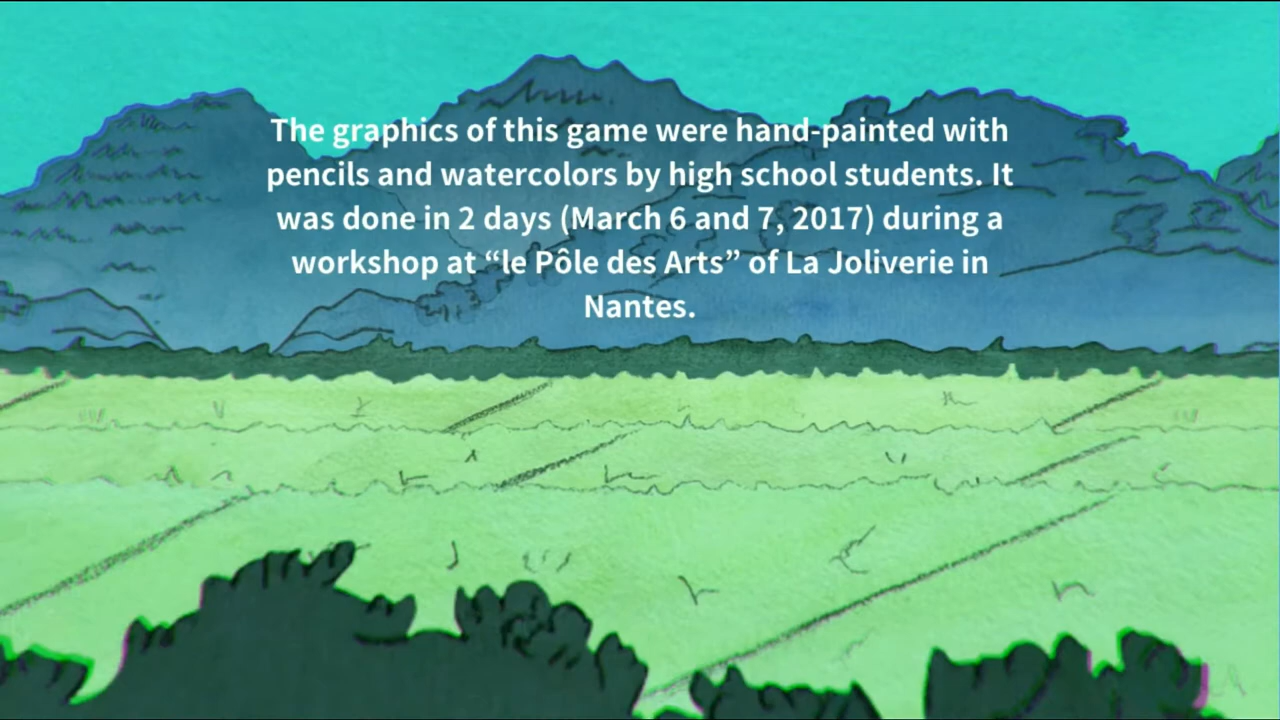 The graphics of this game were hand-painted with
pencils and watercolors by high school students. It
was done in 2 days (March 6 and 7, 2017) during a
workshop at “le Pôle des Arts” of La Joliverie in
Nantes.